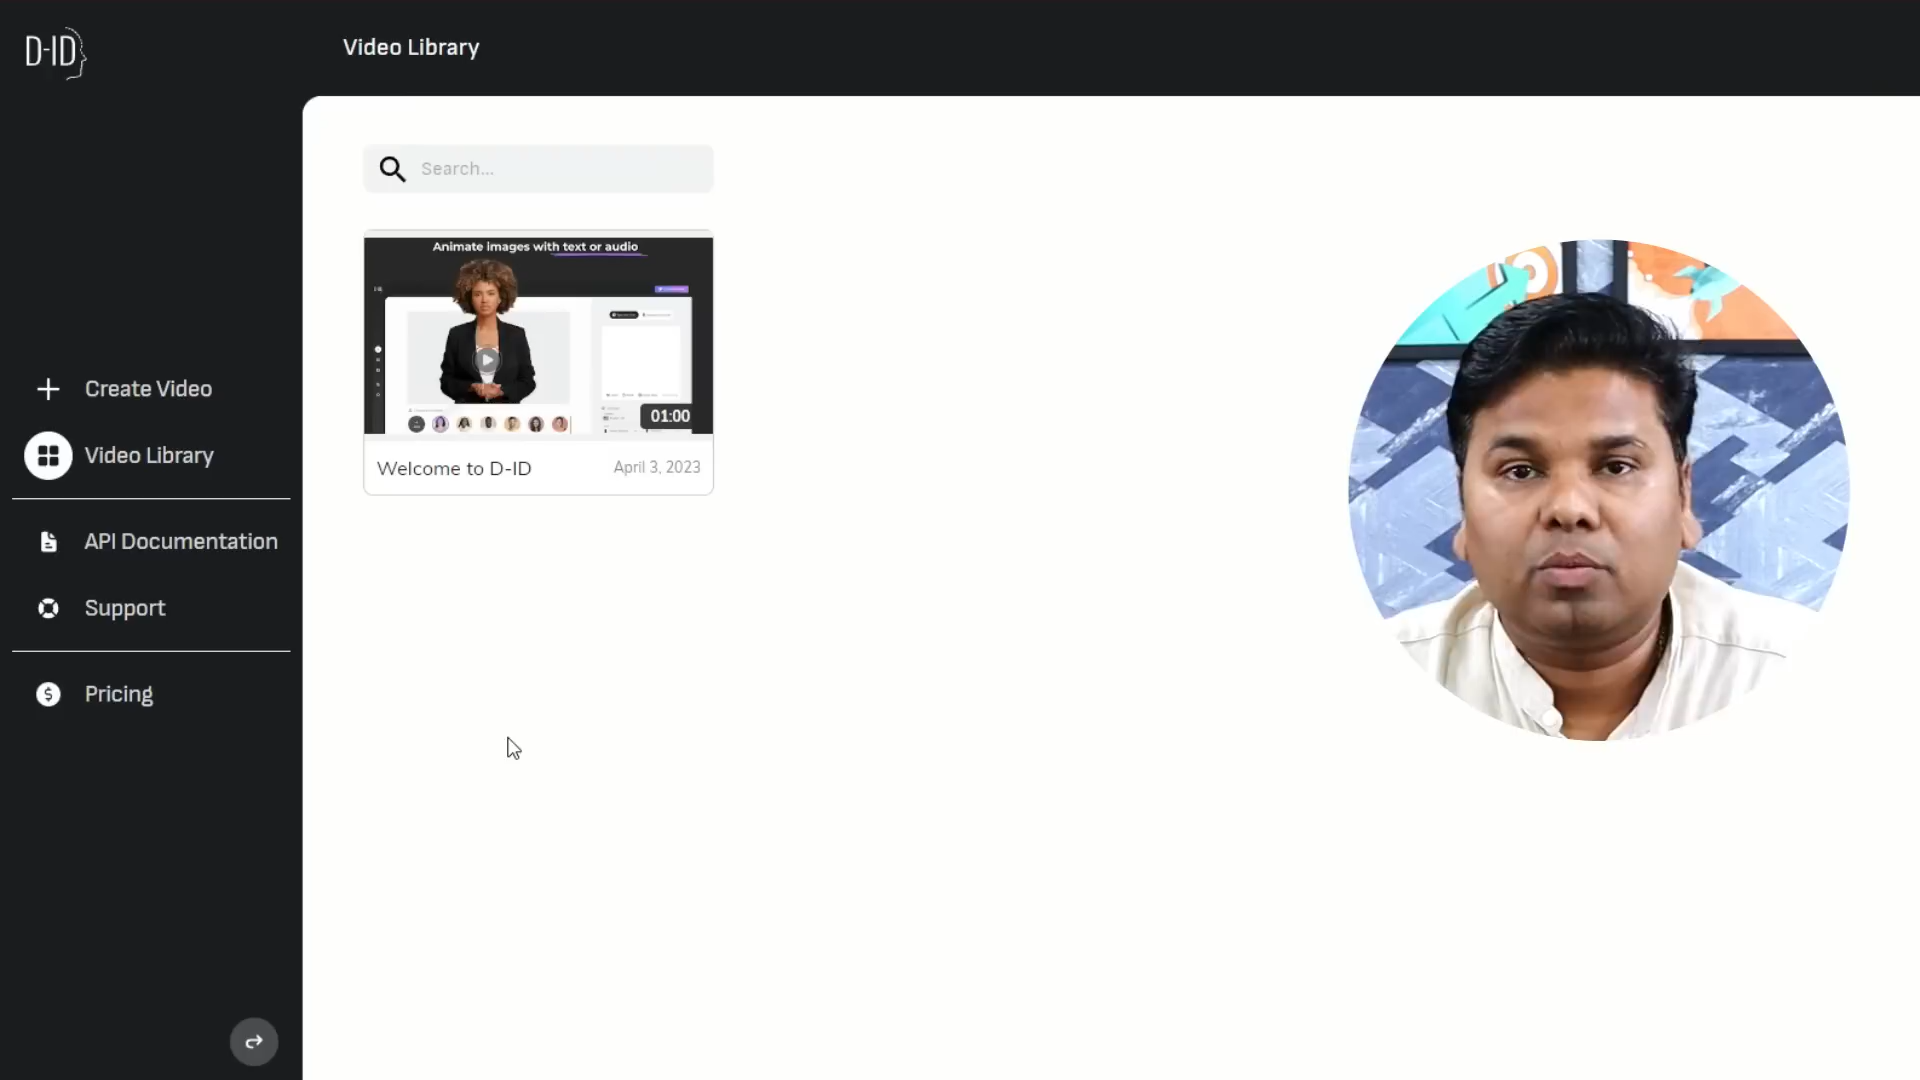 D-ID
Video Library
Search...
Animate images with text or audio
01:00
Welcome to D-ID
April 3, 2023
Create Video
Video Library
API Documentation
Support
Pricing